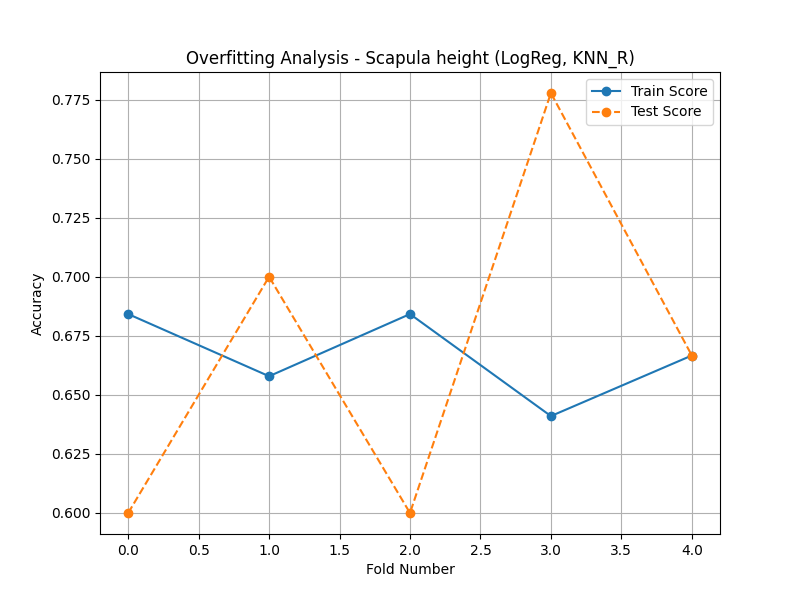 Overfitting Analysis - Scapula height (LogReg, KNN_R)
Train Score
Test Score
0.775
0.750
0.725
0.700
0.675
0.650
0.625
0.600
Accuracy
0.0 0.5 1.0 1.5 2.0 2.5 3.0 3.5 4.0
Fold Number